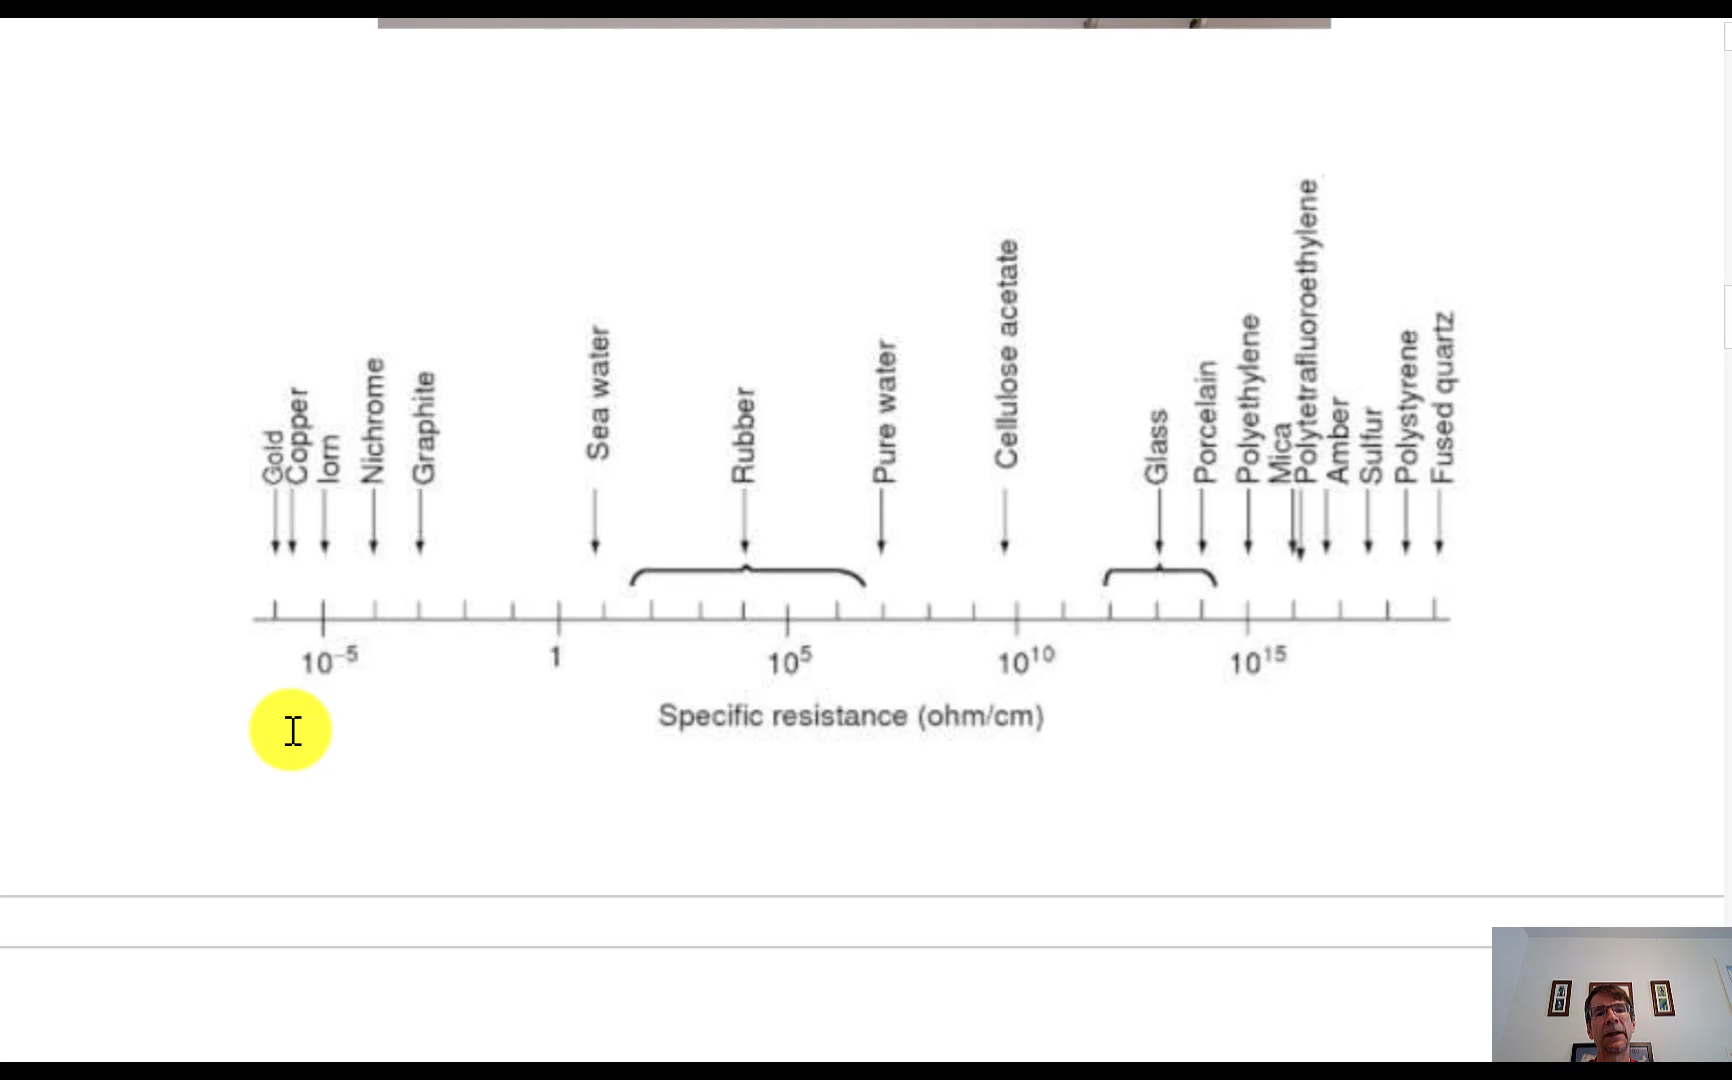 Gold
Copper
Iorn
Nichrome
Graphite
Sea water
Rubber
Pure water
Cellulose acetate
Glass
Porcelain
Polyethylene
Mica
Polytetrafluoroethylene
Amber
Sulfur
Polystyrene
Fused quartz
10⁻⁵ 1 10⁵ 10¹⁰ 10¹⁵
Specific resistance (ohm/cm)